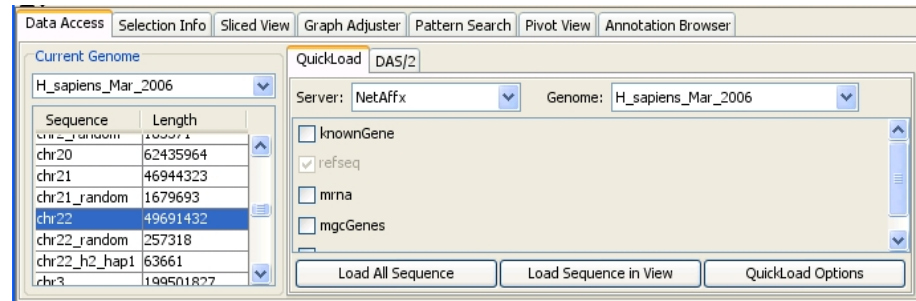 Data Access Selection Info Sliced View Graph Adjuster Pattern Search Pivot View Annotation Browser
Current Genome
H_sapiens_Mar_2006
Sequence Length
chr2_random
chr20 62435964
chr21 46944323
chr21_random 1679693
chr22 49691432
chr22_random 257318
chr22_h2_hap1 63661
chr3 199501827
QuickLoad DAS/2
Server: NetAffx Genome: H_sapiens_Mar_2006
knownGene
refseq
mrna
mgcGenes
Load All Sequence Load Sequence in View QuickLoad Options